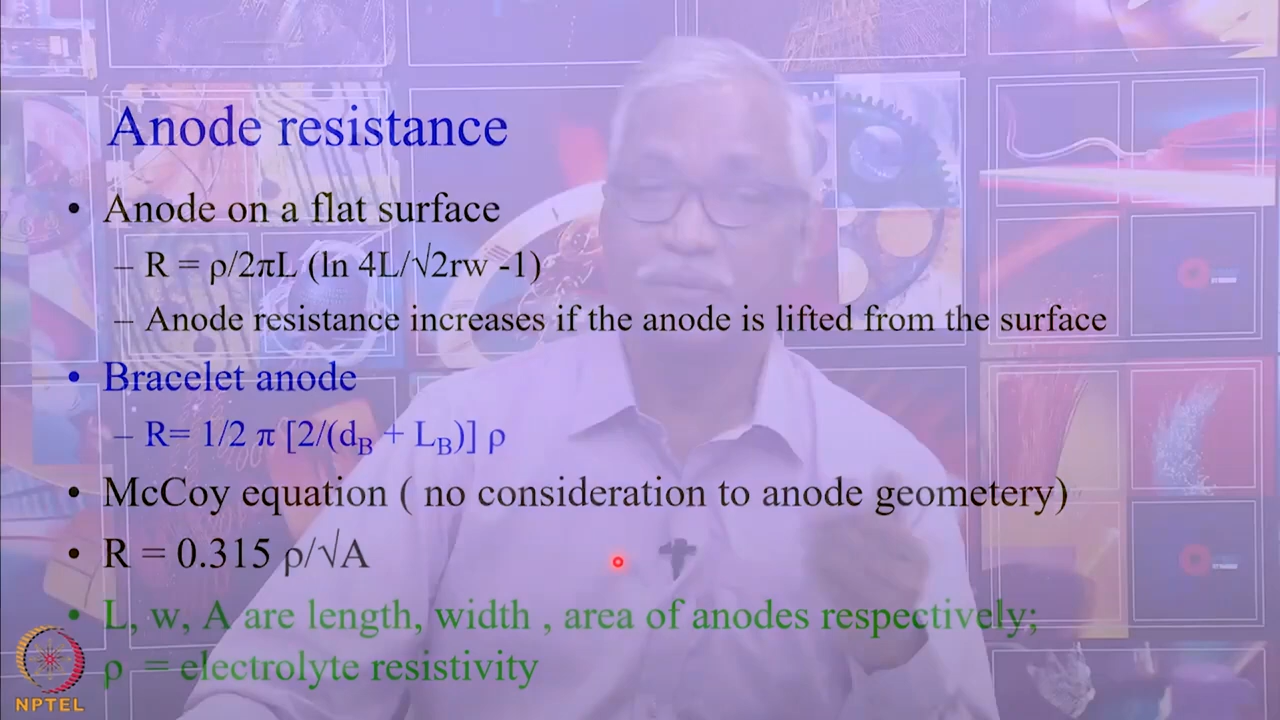 Anode resistance
• Anode on a flat surface
– R = ρ/2πL (ln 4L/√2rw -1)
– Anode resistance increases if the anode is lifted from the surface
• Bracelet anode
– R= 1/2 π [2/(dB + LB)] ρ
• McCoy equation ( no consideration to anode geometery)
• R = 0.315 ρ/√A
• L, w, A are length, width , area of anodes respectively;
ρ = electrolyte resistivity
NPTEL